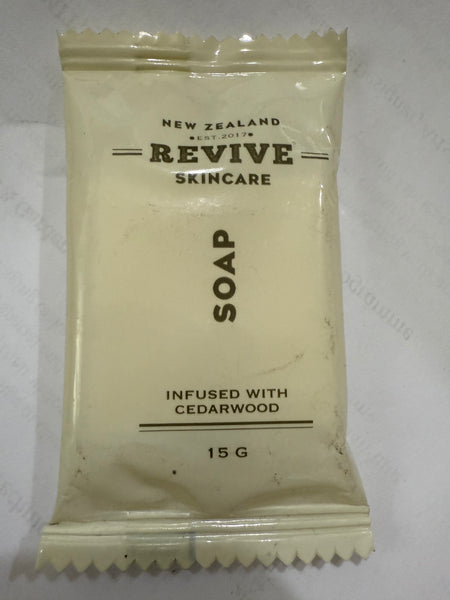 NEW ZEALAND
•EST.2017•
REVIVE
SKINCARE
SOAP
INFUSED WITH
CEDARWOOD
15 G